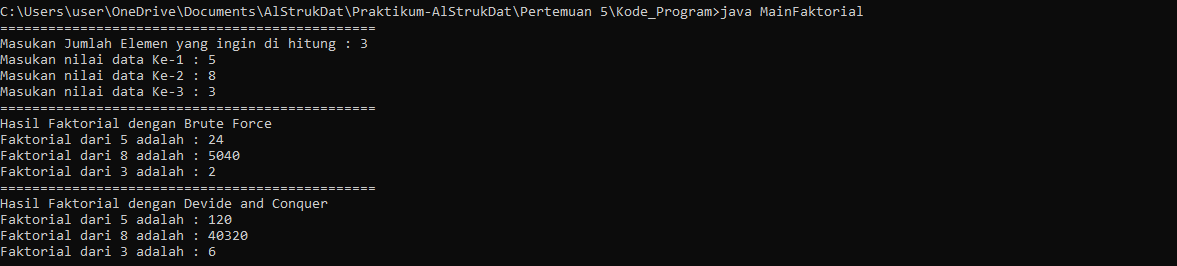 C:\Users\user\OneDrive\Documents\AlStrukDat\Praktikum-AlStrukDat\Pertemuan 5\Kode_Program>java MainFaktorial
===============================================
Masukan Jumlah Elemen yang ingin di hitung : 3
Masukan nilai data Ke-1 : 5
Masukan nilai data Ke-2 : 8
Masukan nilai data Ke-3 : 3
===============================================
Hasil Faktorial dengan Brute Force
Faktorial dari 5 adalah : 24
Faktorial dari 8 adalah : 5040
Faktorial dari 3 adalah : 2
===============================================
Hasil Faktorial dengan Devide and Conquer
Faktorial dari 5 adalah : 120
Faktorial dari 8 adalah : 40320
Faktorial dari 3 adalah : 6